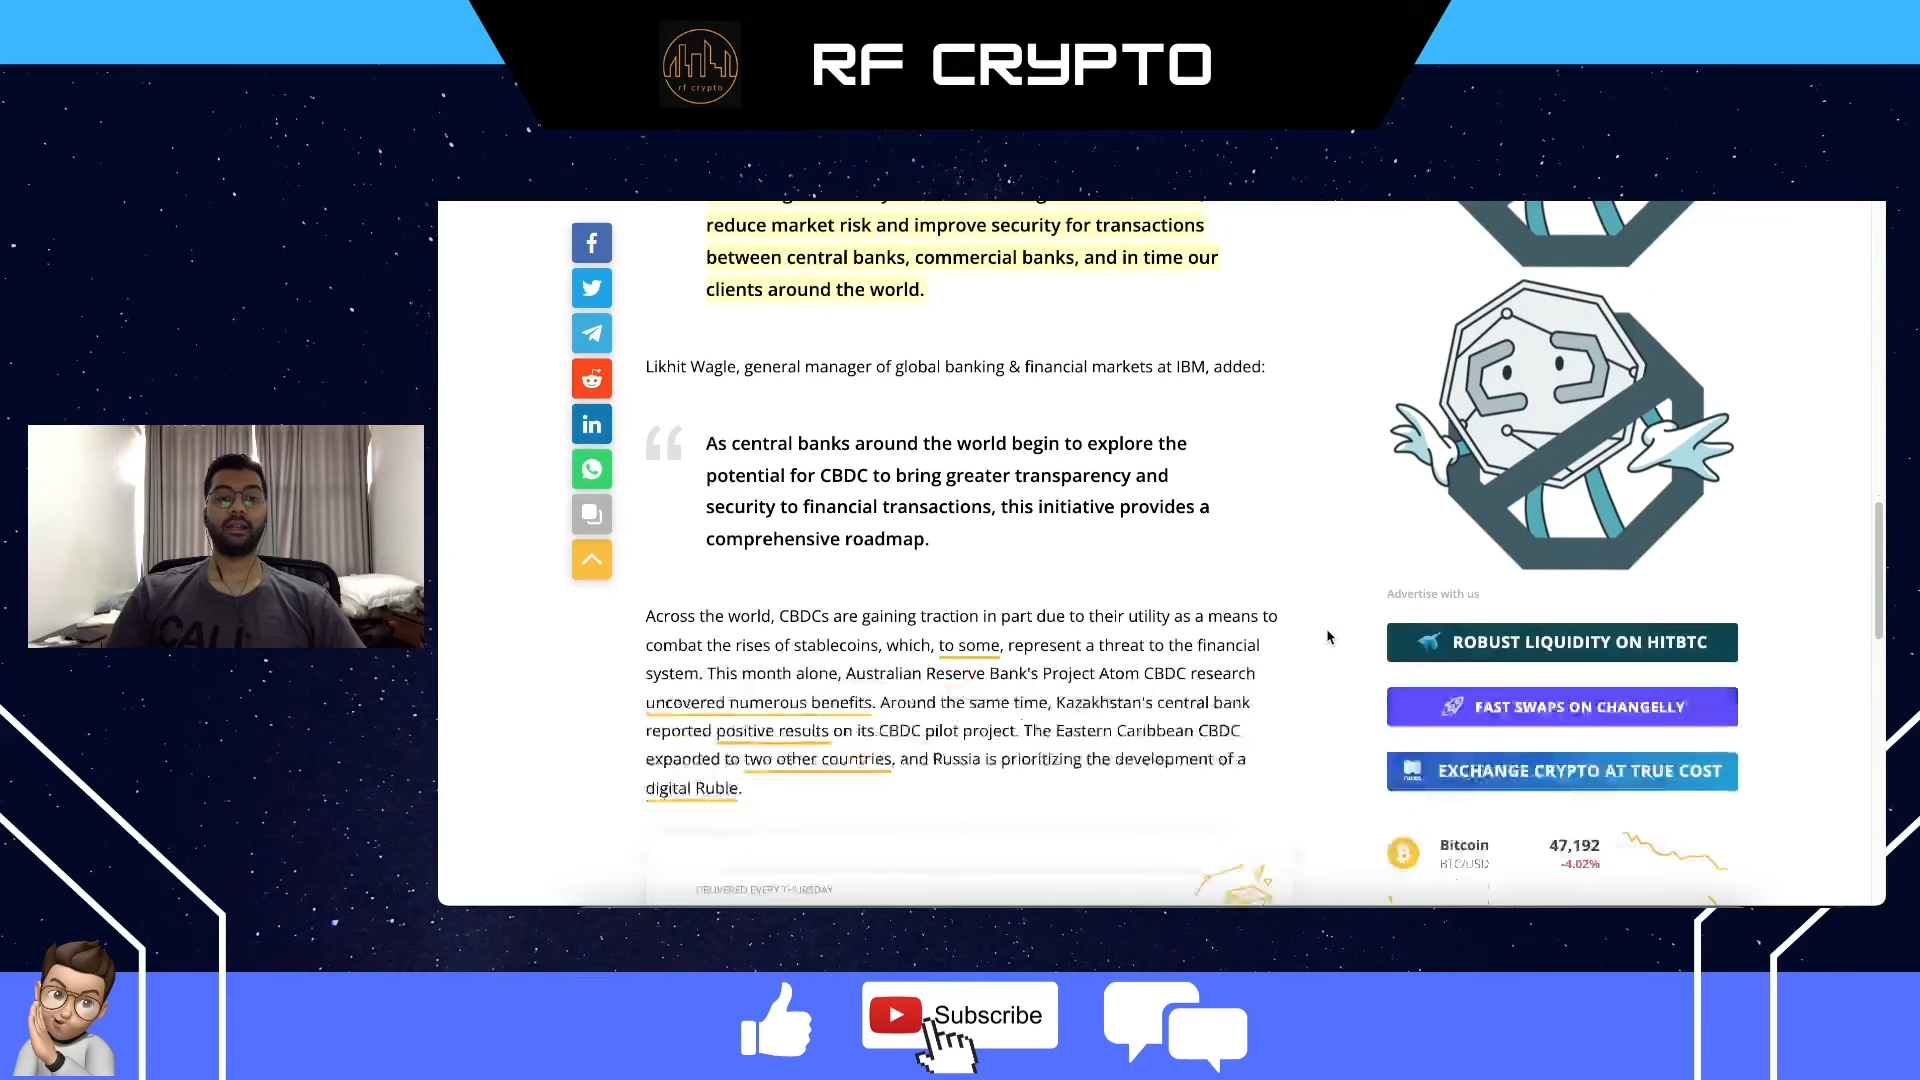 rf crypto
RF CRYPTO
reduce market risk and improve security for transactions
between central banks, commercial banks, and in time our
clients around the world.
Likhit Wagle, general manager of global banking & financial markets at IBM, added:
As central banks around the world begin to explore the
potential for CBDC to bring greater transparency and
security to financial transactions, this initiative provides a
comprehensive roadmap.
Across the world, CBDCs are gaining traction in part due to their utility as a means to
combat the rises of stablecoins, which, to some, represent a threat to the financial
system. This month alone, Australian Reserve Bank's Project Atom CBDC research
uncovered numerous benefits. Around the same time, Kazakhstan's central bank
reported positive results on its CBDC pilot project. The Eastern Caribbean CBDC
expanded to two other countries, and Russia is prioritizing the development of a
digital Ruble.
DELIVERED EVERY THURSDAY
Advertise with us
ROBUST LIQUIDITY ON HITBTC
FAST SWAPS ON CHANGELLY
EXCHANGE CRYPTO AT TRUE COST
Bitcoin 47,192
BTC/USD -4.02%
CALL
Subscribe